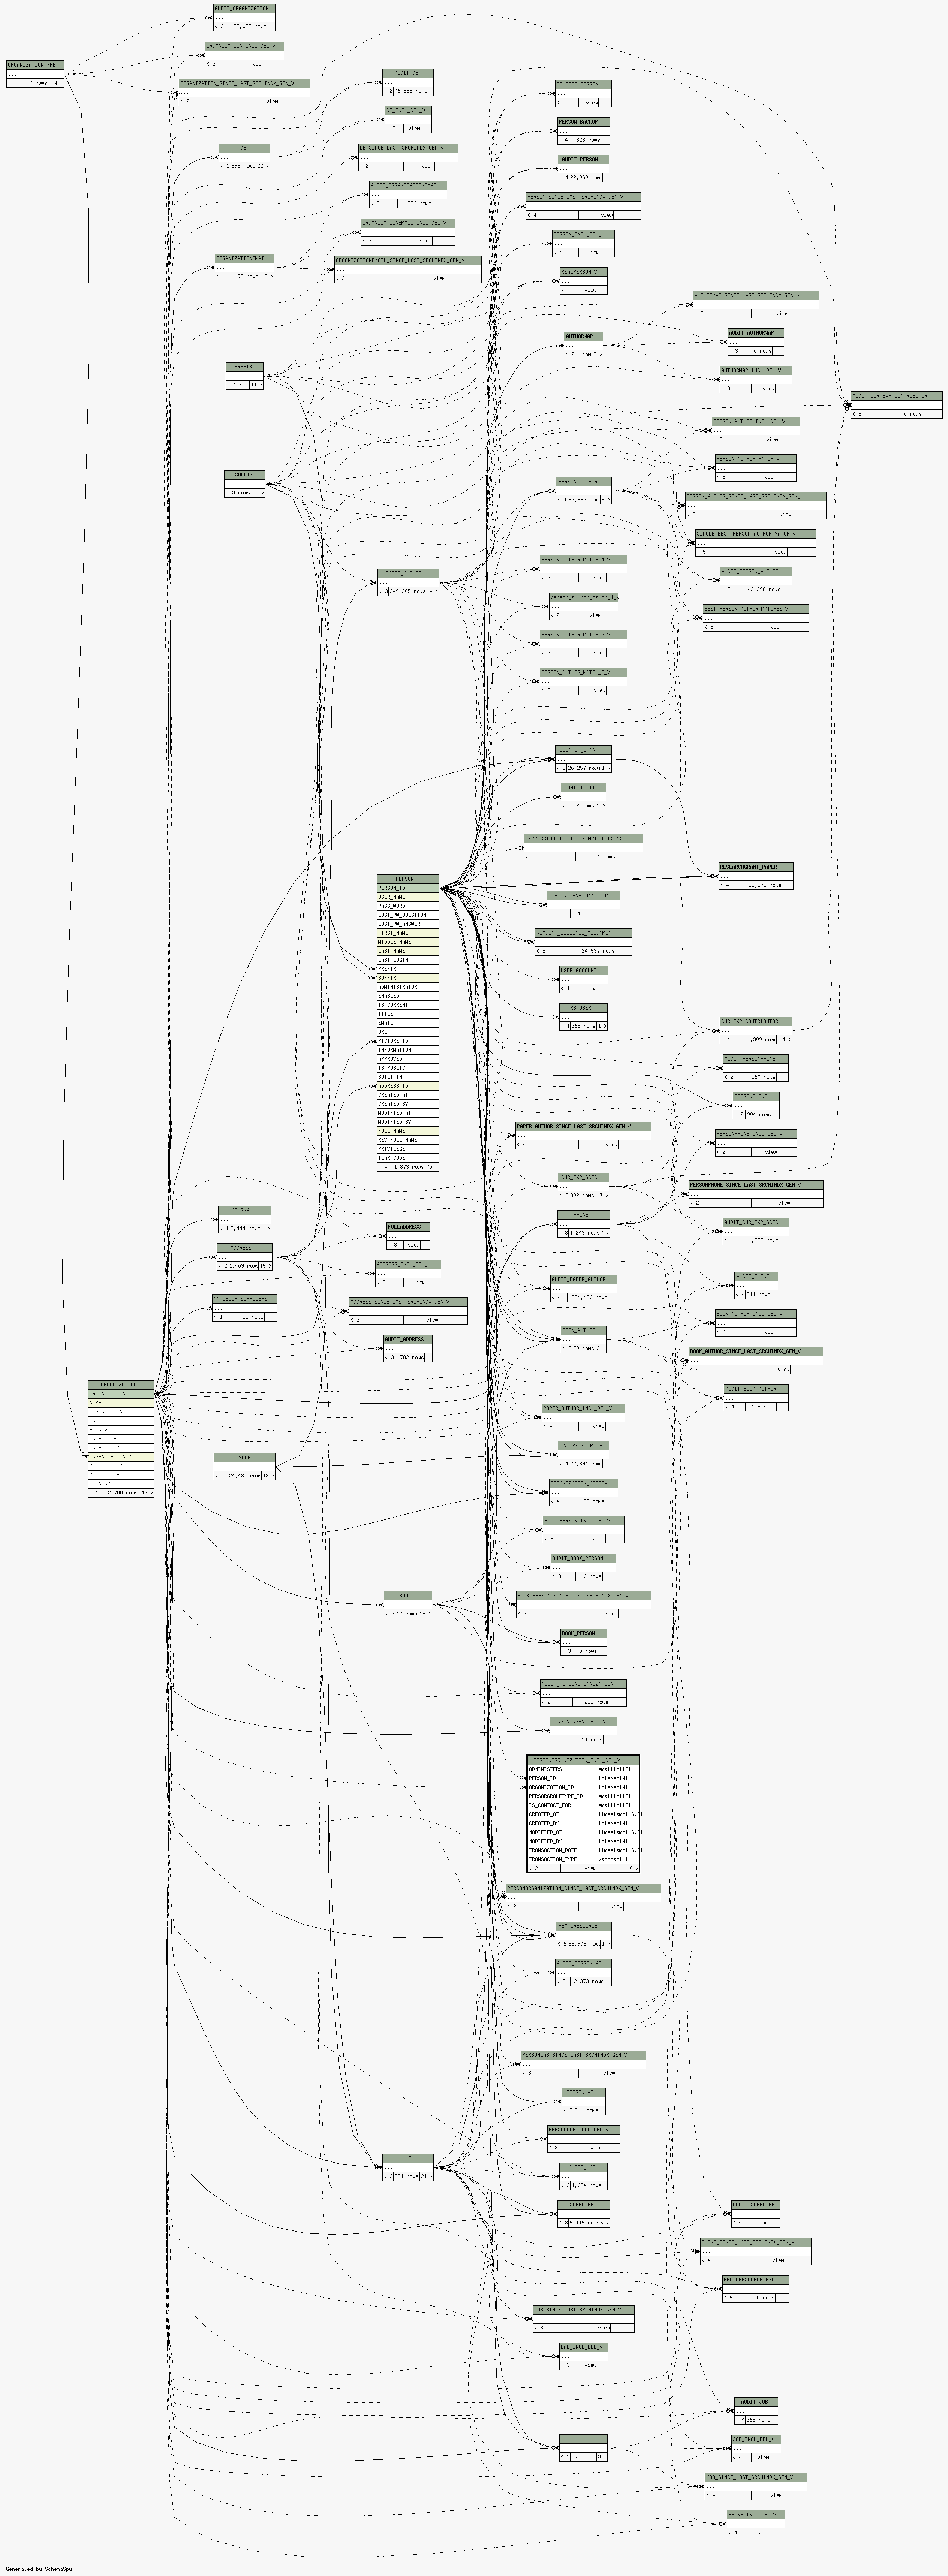 AUDIT_ORGANIZATION
...
< 2 23,035 rows
ORGANIZATION_INCL_DEL_V
...
< 2 view
ORGANIZATIONTYPE
...
7 rows 4 >
ORGANIZATION_SINCE_LAST_SRCHINDX_GEN_V
...
< 2 view
AUDIT_DB
...
< 2 46,989 rows
DB_INCL_DEL_V
...
< 2 view
DB
...
< 1 395 rows 22 >
DB_SINCE_LAST_SRCHINDX_GEN_V
...
< 2 view
AUDIT_ORGANIZATIONEMAIL
...
< 2 226 rows
ORGANIZATIONEMAIL_INCL_DEL_V
...
< 2 view
ORGANIZATIONEMAIL
...
< 1 73 rows 3 >
ORGANIZATIONEMAIL_SINCE_LAST_SRCHINDX_GEN_V
...
< 2 view
PREFIX
...
1 row 11 >
SUFFIX
...
3 rows 13 >
PAPER_AUTHOR
...
< 3 249,205 rows 14 >
DELETED_PERSON
...
< 4 view
PERSON_BACKUP
...
< 4 828 rows
AUDIT_PERSON
...
< 4 22,969 rows
PERSON_SINCE_LAST_SRCHINDX_GEN_V
...
< 4 view
PERSON_INCL_DEL_V
...
< 4 view
REALPERSON_V
...
< 4 view
AUTHORMAP
...
< 2 1 row 3 >
AUTHORMAP_SINCE_LAST_SRCHINDX_GEN_V
...
< 3 view
AUDIT_AUTHORMAP
...
< 3 0 rows
AUTHORMAP_INCL_DEL_V
...
< 3 view
AUDIT_CUR_EXP_CONTRIBUTOR
...
< 5 0 rows
PERSON_AUTHOR_INCL_DEL_V
...
< 5 view
PERSON_AUTHOR_MATCH_V
...
< 5 view
PERSON_AUTHOR
...
< 4 37,532 rows 8 >
PERSON_AUTHOR_SINCE_LAST_SRCHINDX_GEN_V
...
< 5 view
SINGLE_BEST_PERSON_AUTHOR_MATCH_V
...
< 5 view
AUDIT_PERSON_AUTHOR
...
< 5 42,398 rows
BEST_PERSON_AUTHOR_MATCHES_V
...
< 5 view
PERSON_AUTHOR_MATCH_4_V
...
< 2 view
person_author_match_1_v
...
< 2 view
PERSON_AUTHOR_MATCH_2_V
...
< 2 view
PERSON_AUTHOR_MATCH_3_V
...
< 2 view
RESEARCH_GRANT
...
< 3 26,257 rows 1 >
BATCH_JOB
...
< 1 12 rows 1 >
EXPRESSION_DELETE_EXEMPTED_USERS
...
< 1 4 rows
RESEARCHGRANT_PAPER
...
< 4 51,873 rows
FEATURE_ANATOMY_ITEM
...
< 5 1,808 rows
REAGENT_SEQUENCE_ALIGNMENT
...
< 5 24,597 rows
USER_ACCOUNT
...
< 1 view
XB_USER
...
< 1 369 rows 1 >
PERSON
PERSON_ID
USER_NAME
PASS_WORD
LOST_PW_QUESTION
LOST_PW_ANSWER
FIRST_NAME
MIDDLE_NAME
LAST_NAME
LAST_LOGIN
PREFIX
SUFFIX
ADMINISTRATOR
ENABLED
IS_CURRENT
TITLE
EMAIL
URL
PICTURE_ID
INFORMATION
APPROVED
IS_PUBLIC
BUILT_IN
ADDRESS_ID
CREATED_AT
CREATED_BY
MODIFIED_AT
MODIFIED_BY
FULL_NAME
REV_FULL_NAME
PRIVILEGE
ILAR_CODE
< 4 1,873 rows 70 >
CUR_EXP_CONTRIBUTOR
...
< 4 1,309 rows 1 >
AUDIT_PERSONPHONE
...
< 2 160 rows
PERSONPHONE
...
< 2 904 rows
PAPER_AUTHOR_SINCE_LAST_SRCHINDX_GEN_V
...
< 4 view
PERSONPHONE_INCL_DEL_V
...
< 2 view
CUR_EXP_GSES
...
< 3 302 rows 17 >
PERSONPHONE_SINCE_LAST_SRCHINDX_GEN_V
...
< 2 view
PHONE
...
< 3 1,249 rows 7 >
AUDIT_CUR_EXP_GSES
...
< 4 1,825 rows
JOURNAL
...
< 1 2,444 rows 1 >
ADDRESS
...
< 2 1,409 rows 15 >
ANTIBODY_SUPPLIERS
...
< 1 11 rows
FULLADDRESS
...
< 3 view
ADDRESS_INCL_DEL_V
...
< 3 view
ADDRESS_SINCE_LAST_SRCHINDX_GEN_V
...
< 3 view
AUDIT_ADDRESS
...
< 3 782 rows
AUDIT_PAPER_AUTHOR
...
< 4 584,480 rows
AUDIT_PHONE
...
< 4 311 rows
BOOK_AUTHOR
...
< 5 70 rows 3 >
BOOK_AUTHOR_INCL_DEL_V
...
< 4 view
BOOK_AUTHOR_SINCE_LAST_SRCHINDX_GEN_V
...
< 4 view
AUDIT_BOOK_AUTHOR
...
< 4 109 rows
ORGANIZATION
ORGANIZATION_ID
NAME
DESCRIPTION
URL
APPROVED
CREATED_AT
CREATED_BY
ORGANIZATIONTYPE_ID
MODIFIED_BY
MODIFIED_AT
COUNTRY
< 1 2,700 rows 47 >
IMAGE
...
< 1 124,431 rows 12 >
PAPER_AUTHOR_INCL_DEL_V
...
< 4 view
ANALYSIS_IMAGE
...
< 4 22,394 rows
ORGANIZATION_ABBREV
...
< 4 123 rows
BOOK_PERSON_INCL_DEL_V
...
< 3 view
AUDIT_BOOK_PERSON
...
< 3 0 rows
BOOK
...
< 2 42 rows 15 >
BOOK_PERSON_SINCE_LAST_SRCHINDX_GEN_V
...
< 3 view
BOOK_PERSON
...
< 3 0 rows
AUDIT_PERSONORGANIZATION
...
< 2 288 rows
PERSONORGANIZATION
...
< 3 51 rows
PERSONORGANIZATION_INCL_DEL_V
ADMINISTERS smallint[2]
PERSON_ID integer[4]
ORGANIZATION_ID integer[4]
PERSORGROLETYPE_ID smallint[2]
IS_CONTACT_FOR smallint[2]
CREATED_AT timestamp[16,6]
CREATED_BY integer[4]
MODIFIED_AT timestamp[16,6]
MODIFIED_BY integer[4]
TRANSACTION_DATE timestamp[16,6]
TRANSACTION_TYPE varchar[1]
< 2 view 0 >
PERSONORGANIZATION_SINCE_LAST_SRCHINDX_GEN_V
...
< 2 view
FEATURESOURCE
...
< 6 55,906 rows 1 >
AUDIT_PERSONLAB
...
< 3 2,373 rows
PERSONLAB_SINCE_LAST_SRCHINDX_GEN_V
...
< 3 view
PERSONLAB
...
< 3 811 rows
PERSONLAB_INCL_DEL_V
...
< 3 view
LAB
...
< 3 581 rows 21 >
AUDIT_LAB
...
< 3 1,084 rows
SUPPLIER
...
< 3 5,115 rows 6 >
AUDIT_SUPPLIER
...
< 4 0 rows
PHONE_SINCE_LAST_SRCHINDX_GEN_V
...
< 4 view
FEATURESOURCE_EXC
...
< 5 0 rows
LAB_SINCE_LAST_SRCHINDX_GEN_V
...
< 3 view
LAB_INCL_DEL_V
...
< 3 view
AUDIT_JOB
...
< 4 365 rows
JOB
...
< 5 674 rows 3 >
JOB_INCL_DEL_V
...
< 4 view
JOB_SINCE_LAST_SRCHINDX_GEN_V
...
< 4 view
PHONE_INCL_DEL_V
...
< 4 view
Generated by SchemaSpy